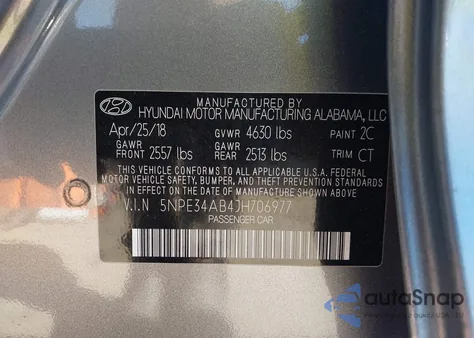 MANUFACTURED BY
HYUNDAI MOTOR MANUFACTURING ALABAMA, LLC
Apr/25/18 GVWR 4630 lbs PAINT 2C
GAWR FRONT 2557 lbs GAWR REAR 2513 lbs TRIM CT
THIS VEHICLE CONFORMS TO ALL APPLICABLE U.S.A. FEDERAL
MOTOR VEHICLE SAFETY, BUMPER, AND THEFT PREVENTION
STANDARDS IN EFFECT ON THE DATE OF MANUFACTURE SHOWN ABOVE.
V.I.N 5NPE34AB4JH706977
PASSENGER CAR
autaSnap